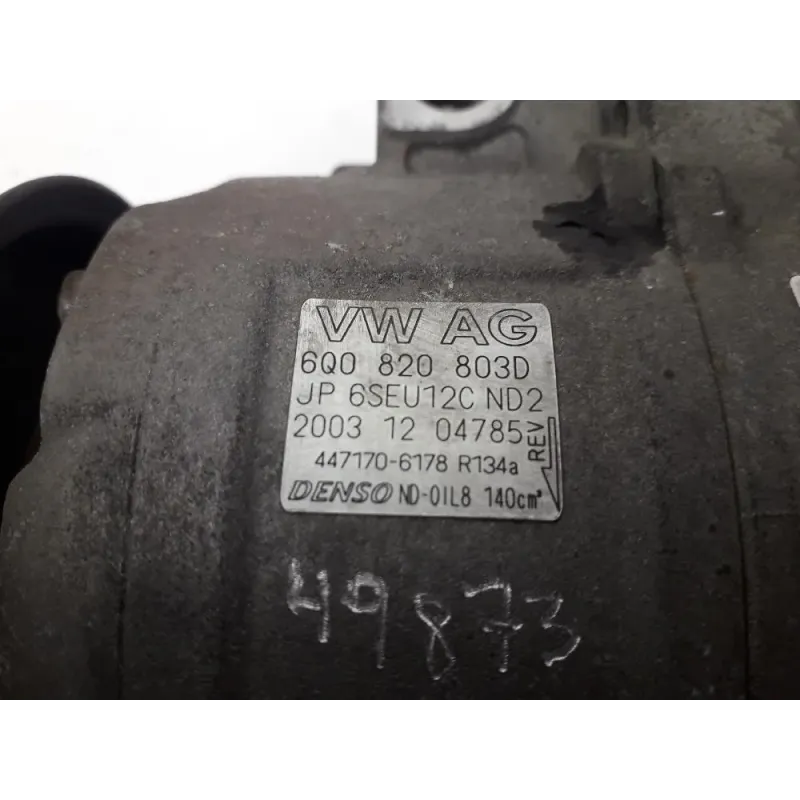 VW AG
6Q0 820 803D
JP 6SEU12C ND2
2003 12 04785
REV
447170-6178 R134a
DENSO ND-OIL8 140cm³
49873